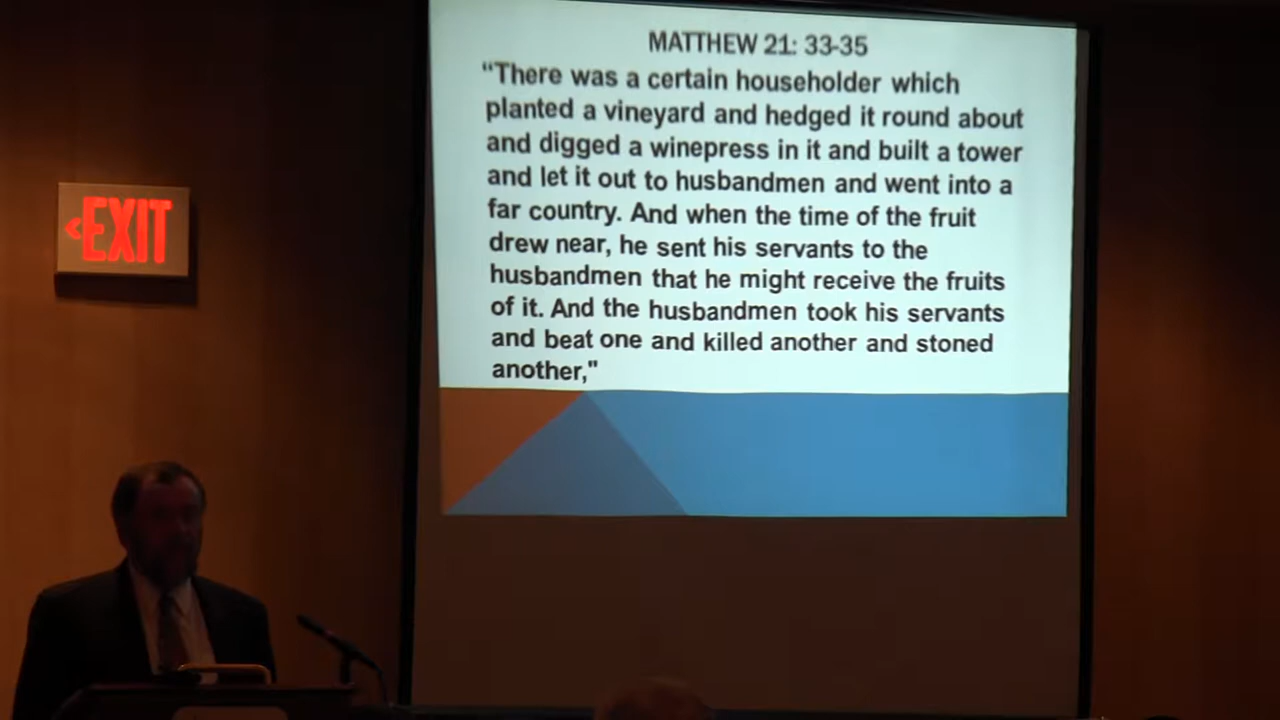 MATTHEW 21: 33-35
“There was a certain householder which
planted a vineyard and hedged it round about
and digged a winepress in it and built a tower
and let it out to husbandmen and went into a
far country. And when the time of the fruit
drew near, he sent his servants to the
husbandmen that he might receive the fruits
of it. And the husbandmen took his servants
and beat one and killed another and stoned
another,"
<EXIT